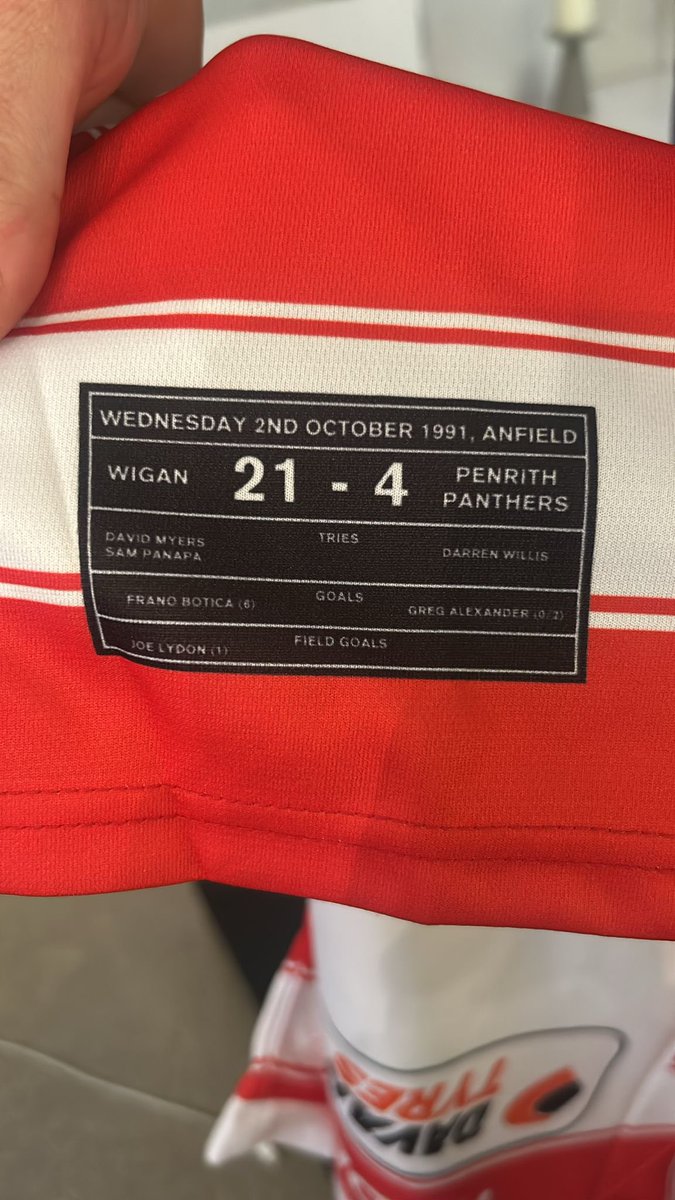 WEDNESDAY 2ND OCTOBER 1991, ANFIELD
WIGAN 21 - 4 PENRITH PANTHERS
TRIES
DAVID MYERS
SAM PANAPA
DARREN WILLIS
GOALS
FRANO BOTICA (6)
GREG ALEXANDER (0/2)
FIELD GOALS
JOE LYDON (1)
TYRES